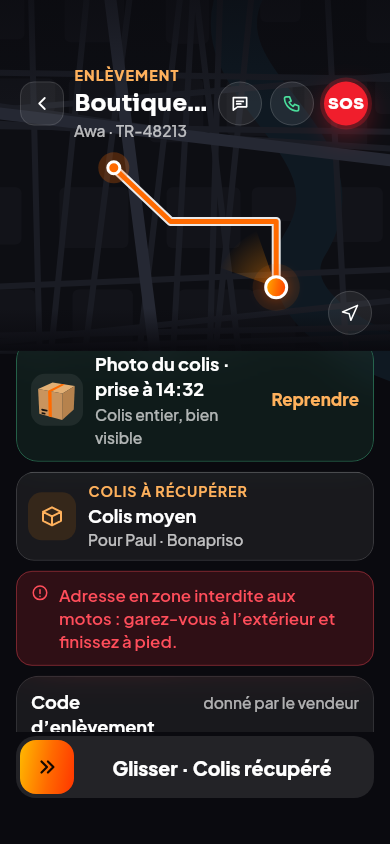 ENLÈVEMENT
Boutique...
SOS
Awa · TR-48213
Photo du colis ·
prise à 14:32
Colis entier, bien
visible
Reprendre
COLIS À RÉCUPÉRER
Colis moyen
Pour Paul · Bonapriso
Adresse en zone interdite aux
motos : garez-vous à l'extérieur et
finissez à pied.
Code
d'enlèvement
donné par le vendeur
Glisser · Colis récupéré